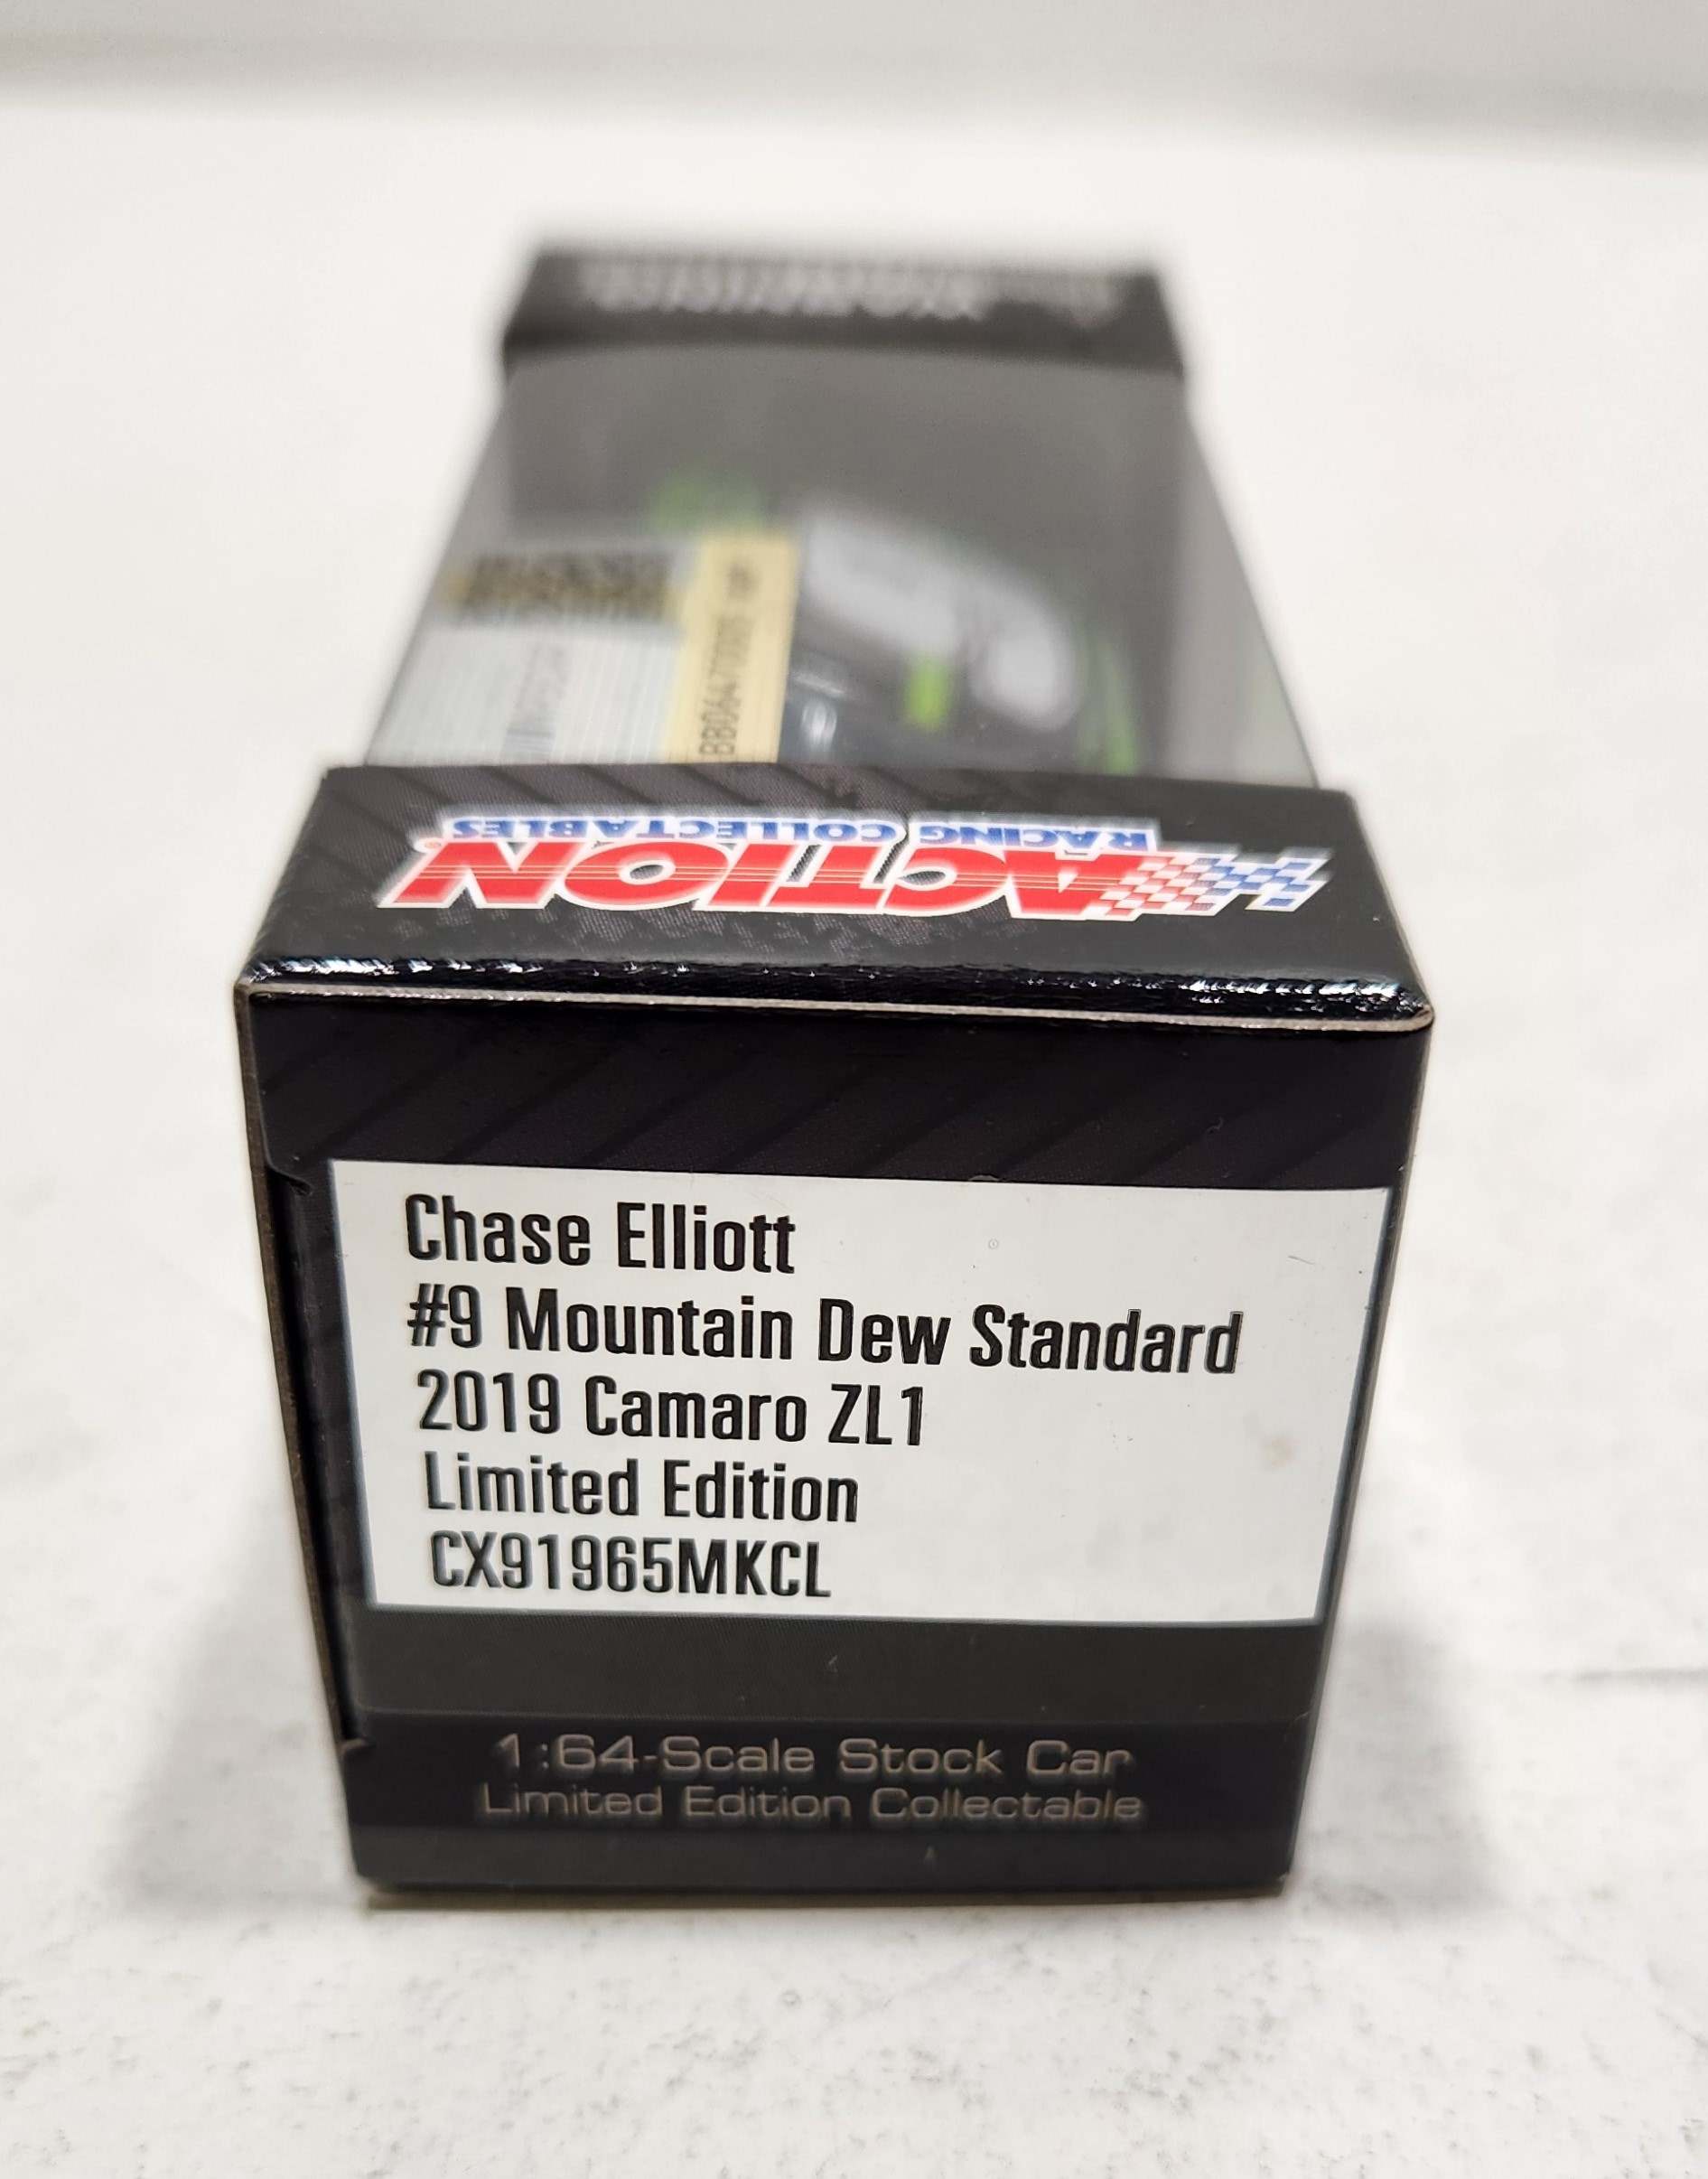 ACTION
RACING COLLECTABLES
Chase Elliott
#9 Mountain Dew Standard
2019 Camaro ZL1
Limited Edition
CX91965MKCL
1:64-Scale Stock Car
Limited Edition Collectable